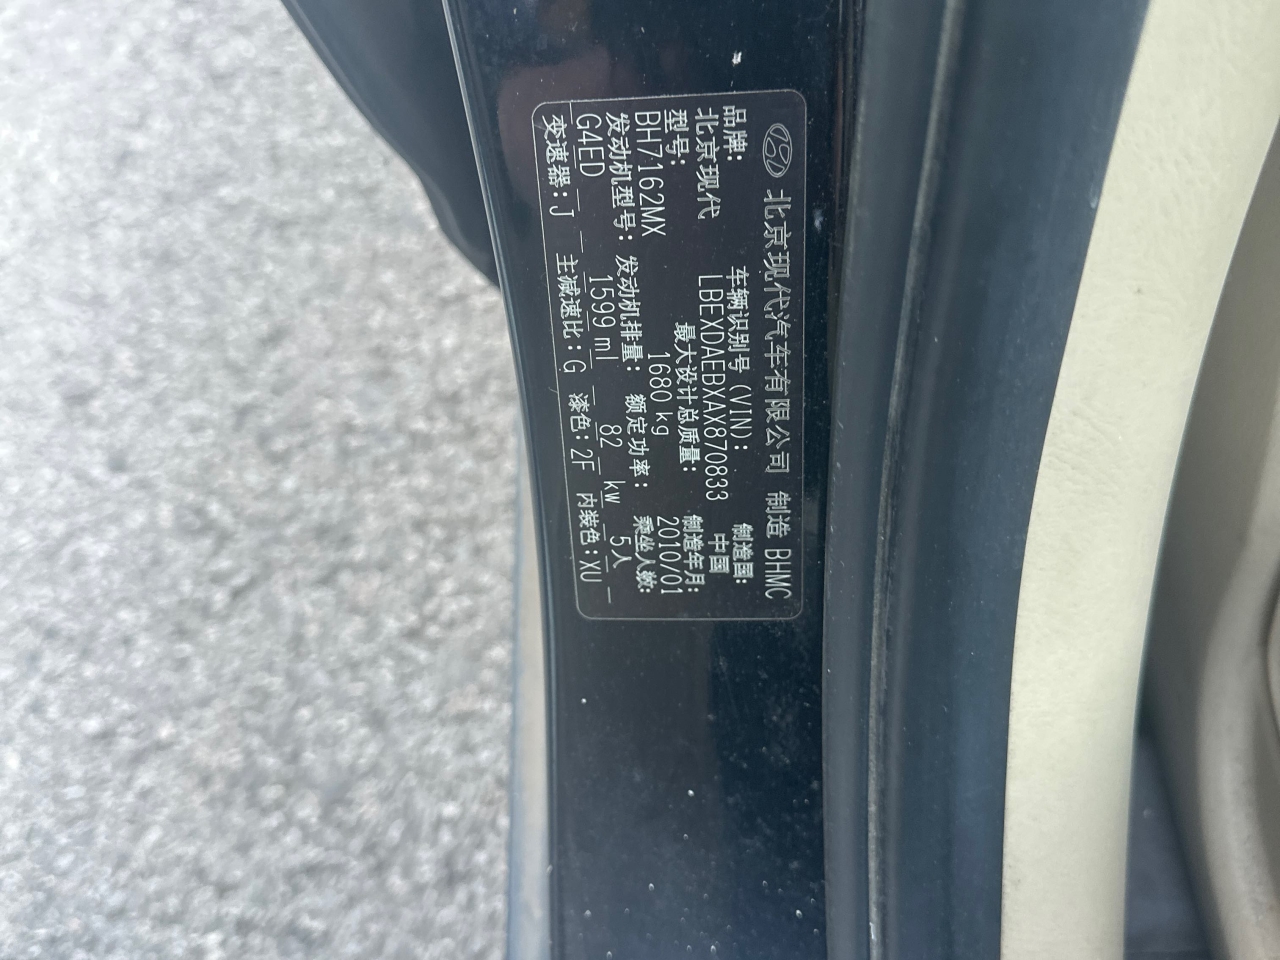 北京现代汽车有限公司 制造 BHMC
品牌: 车辆识别号(VIN): 制造国:
北京现代 LBEXDAEBXAX870833 中国
型号: 最大设计总质量: 制造年月:
BH7162MX 1680 kg 2010/01
发动机型号: 发动机排量: 额定功率: 乘坐人数:
G4ED 1599 ml 82 kw 5人
变速器:J 主减速比:G 漆色:2F 内装色:XU